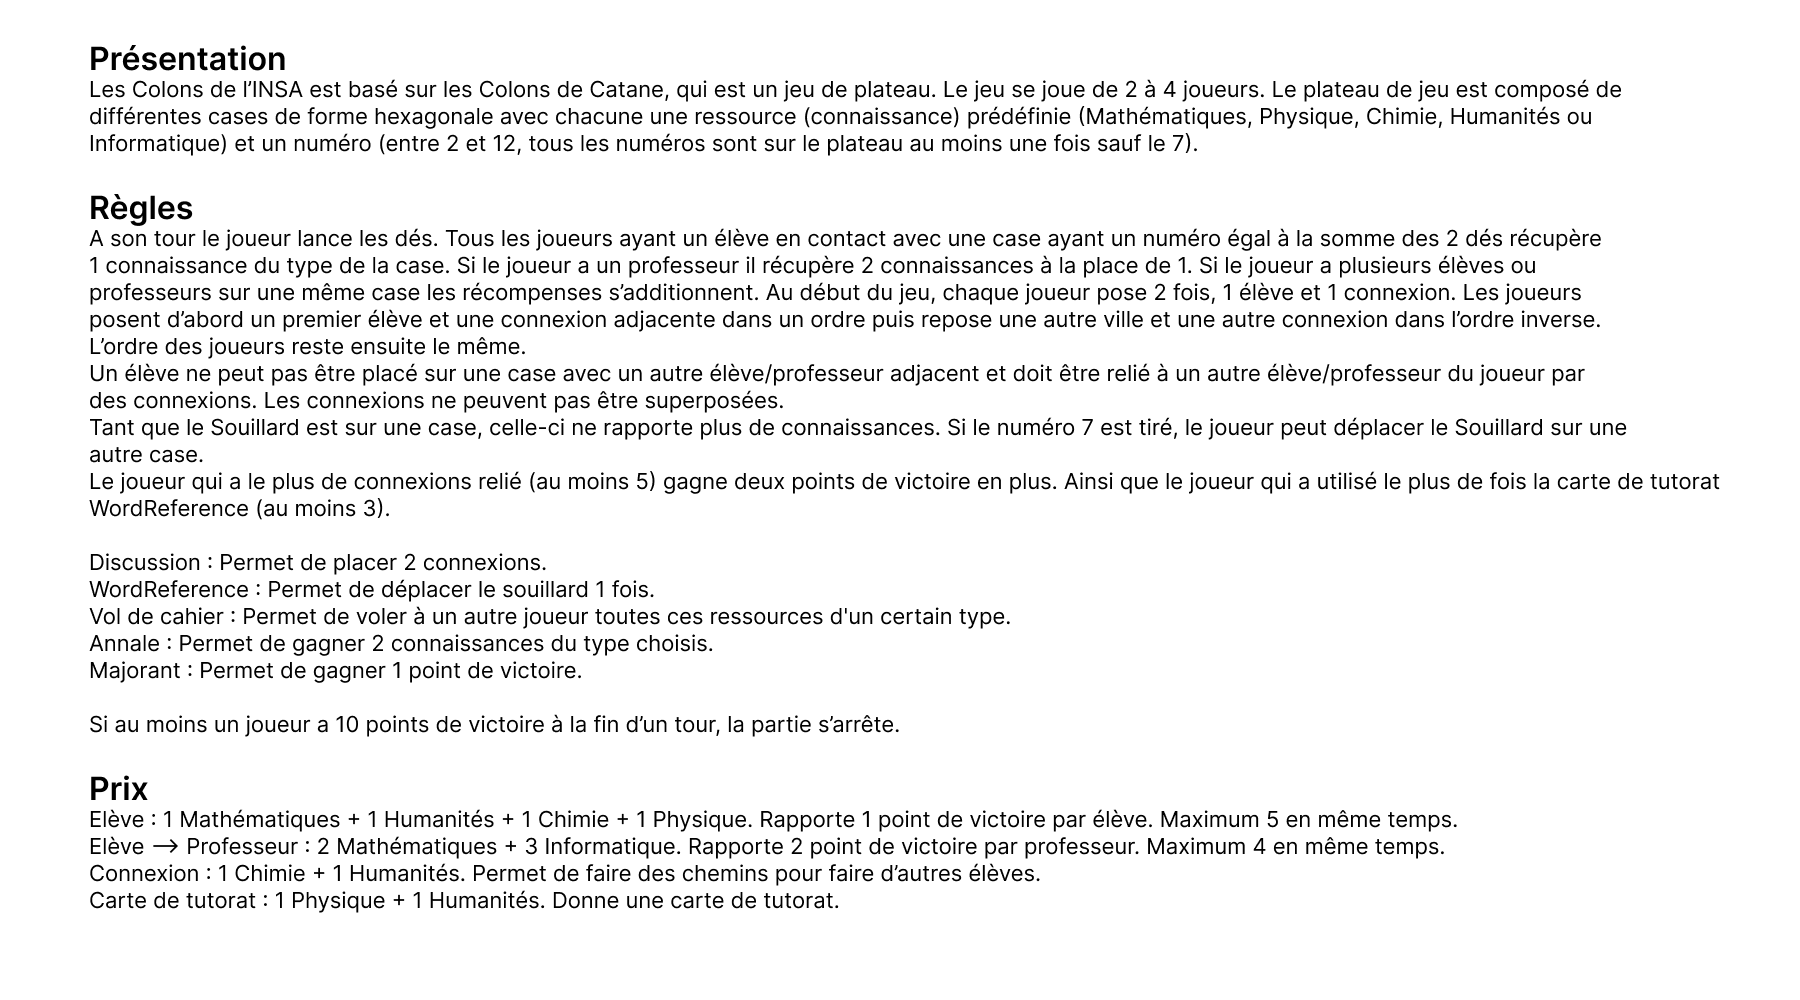 Présentation
Les Colons de l’INSA est basé sur les Colons de Catane, qui est un jeu de plateau. Le jeu se joue de 2 à 4 joueurs. Le plateau de jeu est composé de
différentes cases de forme hexagonale avec chacune une ressource (connaissance) prédéfinie (Mathématiques, Physique, Chimie, Humanités ou
Informatique) et un numéro (entre 2 et 12, tous les numéros sont sur le plateau au moins une fois sauf le 7).
Règles
A son tour le joueur lance les dés. Tous les joueurs ayant un élève en contact avec une case ayant un numéro égal à la somme des 2 dés récupère
1 connaissance du type de la case. Si le joueur a un professeur il récupère 2 connaissances à la place de 1. Si le joueur a plusieurs élèves ou
professeurs sur une même case les récompenses s’additionnent. Au début du jeu, chaque joueur pose 2 fois, 1 élève et 1 connexion. Les joueurs
posent d’abord un premier élève et une connexion adjacente dans un ordre puis repose une autre ville et une autre connexion dans l’ordre inverse.
L’ordre des joueurs reste ensuite le même.
Un élève ne peut pas être placé sur une case avec un autre élève/professeur adjacent et doit être relié à un autre élève/professeur du joueur par
des connexions. Les connexions ne peuvent pas être superposées.
Tant que le Souillard est sur une case, celle-ci ne rapporte plus de connaissances. Si le numéro 7 est tiré, le joueur peut déplacer le Souillard sur une
autre case.
Le joueur qui a le plus de connexions relié (au moins 5) gagne deux points de victoire en plus. Ainsi que le joueur qui a utilisé le plus de fois la carte de tutorat
WordReference (au moins 3).
Discussion : Permet de placer 2 connexions.
WordReference : Permet de déplacer le souillard 1 fois.
Vol de cahier : Permet de voler à un autre joueur toutes ces ressources d'un certain type.
Annale : Permet de gagner 2 connaissances du type choisis.
Majorant : Permet de gagner 1 point de victoire.
Si au moins un joueur a 10 points de victoire à la fin d’un tour, la partie s’arrête.
Prix
Elève : 1 Mathématiques + 1 Humanités + 1 Chimie + 1 Physique. Rapporte 1 point de victoire par élève. Maximum 5 en même temps.
Elève --> Professeur : 2 Mathématiques + 3 Informatique. Rapporte 2 point de victoire par professeur. Maximum 4 en même temps.
Connexion : 1 Chimie + 1 Humanités. Permet de faire des chemins pour faire d’autres élèves.
Carte de tutorat : 1 Physique + 1 Humanités. Donne une carte de tutorat.